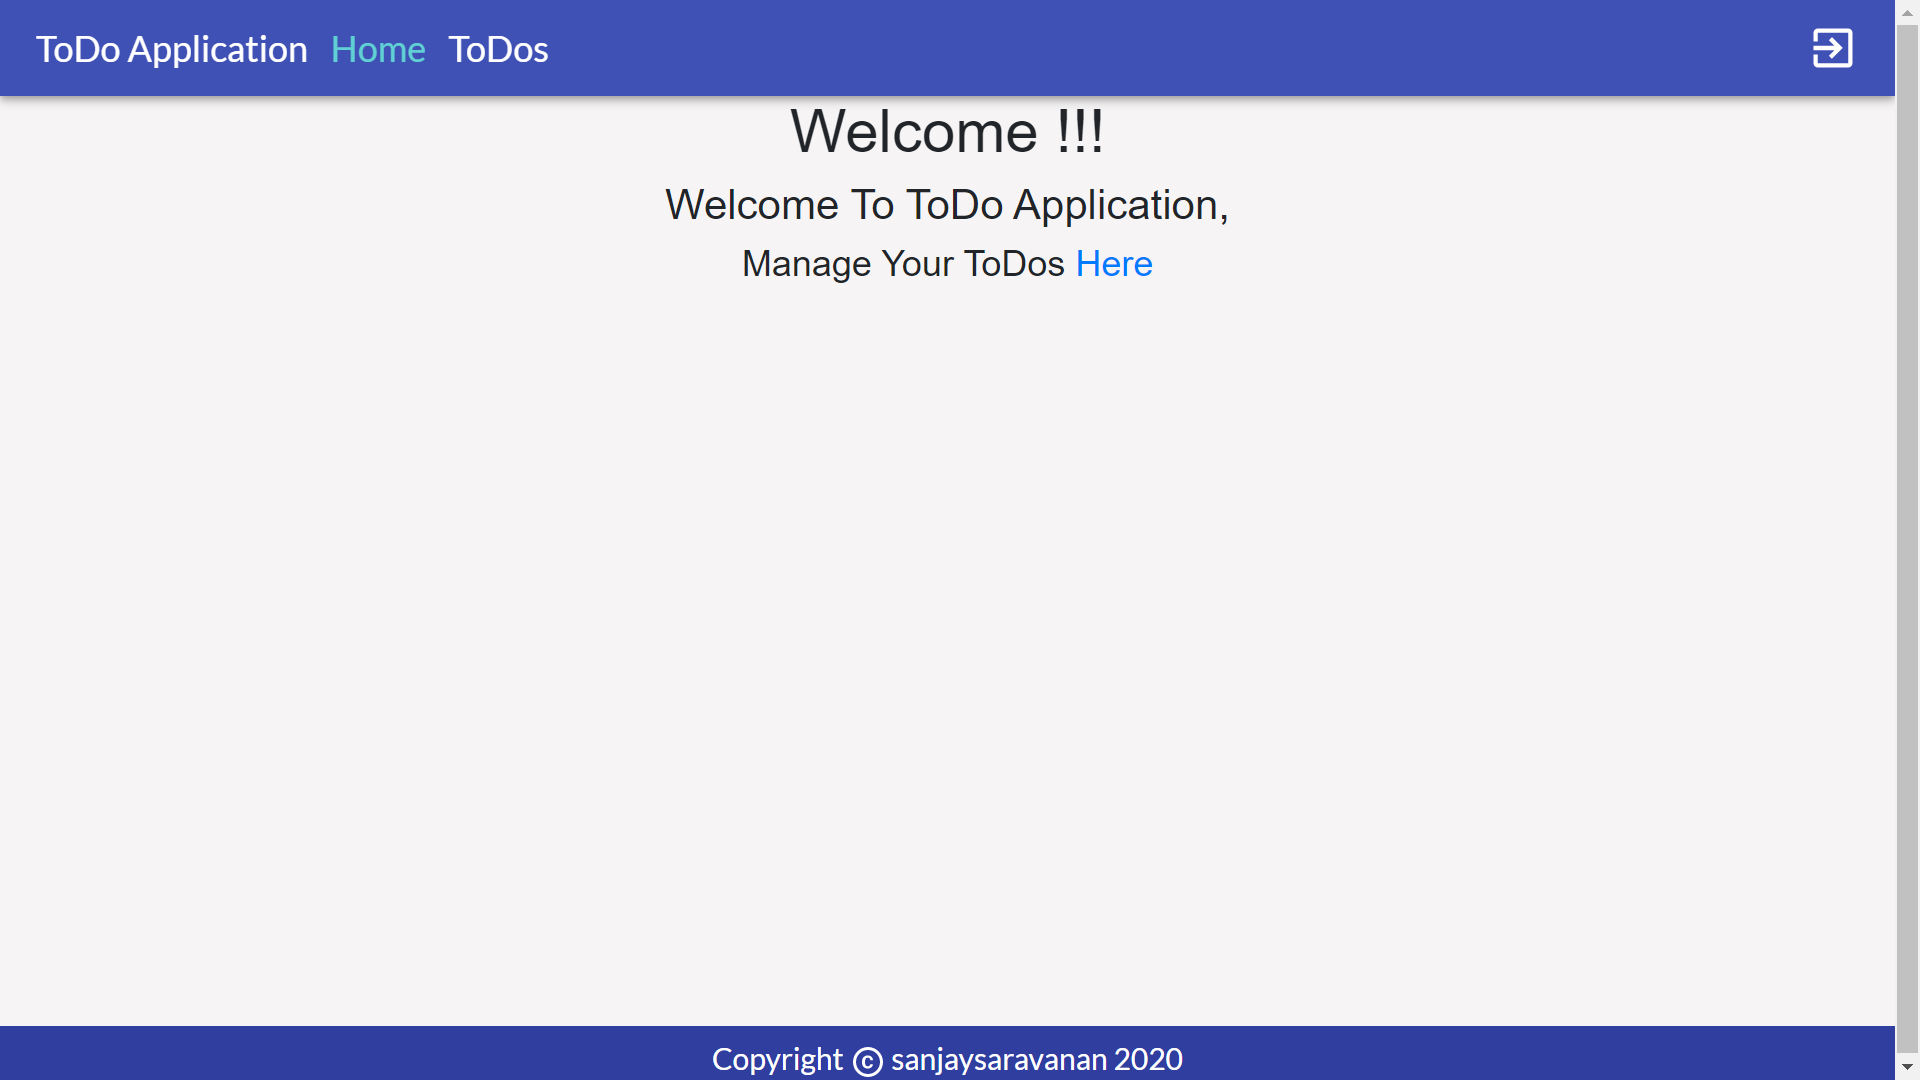 ToDo Application Home ToDos
Welcome !!!
Welcome To ToDo Application,
Manage Your ToDos Here
Copyright © sanjaysaravanan 2020